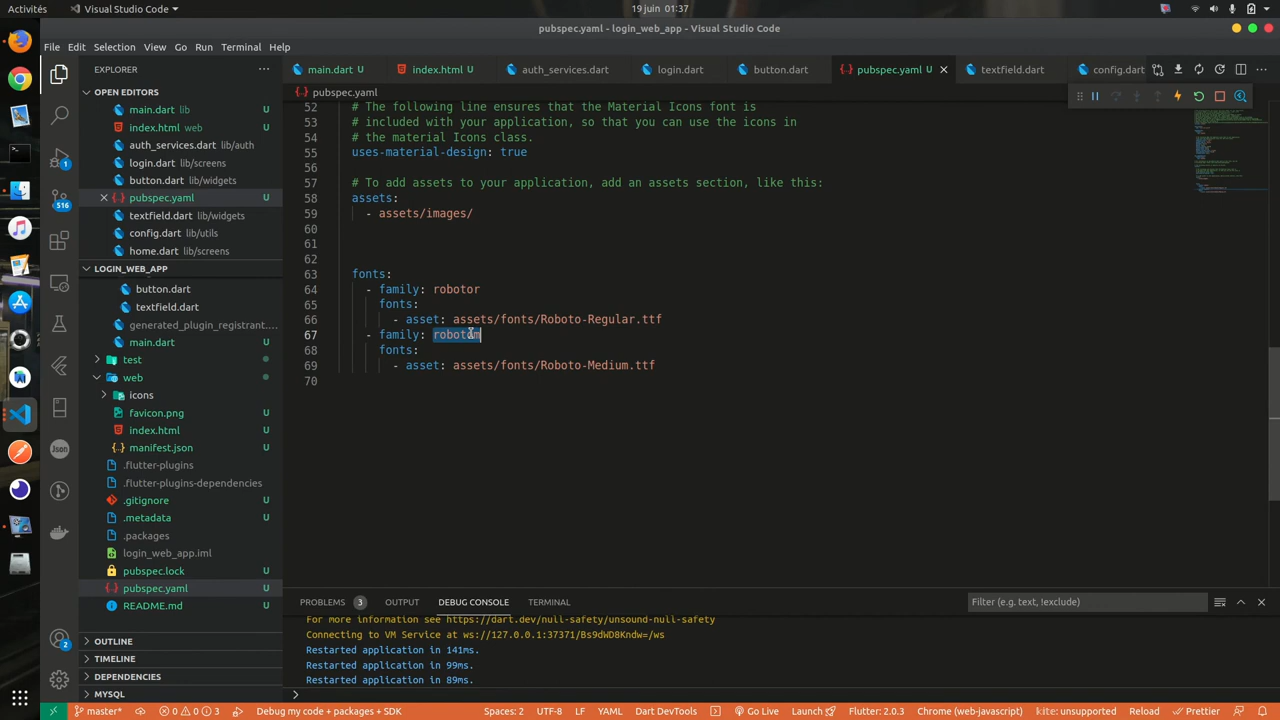 Activités
Visual Studio Code
19 juin 01:37
pubspec.yaml - login_web_app - Visual Studio Code
File Edit Selection View Go Run Terminal Help
EXPLORER
main.dart U
index.html U
auth_services.dart
login.dart
button.dart
pubspec.yaml U
textfield.dart
config.dart
pubspec.yaml
OPEN EDITORS
main.dart lib
index.html web
auth_services.dart lib/auth
login.dart lib/screens
button.dart lib/widgets
pubspec.yaml U
textfield.dart lib/widgets
config.dart lib/utils
home.dart lib/screens
LOGIN_WEB_APP
button.dart
textfield.dart
generated_plugin_registrant...
main.dart U
test
web
icons
favicon.png U
index.html U
manifest.json U
.flutter-plugins
.flutter-plugins-dependencies
.gitignore U
.metadata U
.packages
login_web_app.iml
pubspec.lock U
pubspec.yaml U
README.md U
OUTLINE
TIMELINE
DEPENDENCIES
MYSQL
1
516
Json
2
52 # The following line ensures that the Material Icons font is
53 # included with your application, so that you can use the icons in
54 # the material Icons class.
55 uses-material-design: true
56
57 # To add assets to your application, add an assets section, like this:
58 assets:
59 - assets/images/
60
61
62
63 fonts:
64 - family: robotor
65 fonts:
66 - asset: assets/fonts/Roboto-Regular.ttf
67 - family: robotom
68 fonts:
69 - asset: assets/fonts/Roboto-Medium.ttf
70
PROBLEMS 3 OUTPUT DEBUG CONSOLE TERMINAL
Filter (e.g. text, !exclude)
For more information see https://dart.dev/null-safety/unsound-null-safety
Connecting to VM Service at ws://127.0.0.1:37371/Bs9dWD8Kndw=/ws
Restarted application in 141ms.
Restarted application in 99ms.
Restarted application in 89ms.
master* 0 0 3 Debug my code + packages + SDK Spaces: 2 UTF-8 LF YAML Dart DevTools Go Live Launch Flutter: 2.0.3 Chrome (web-javascript) kite: unsupported Reload Prettier